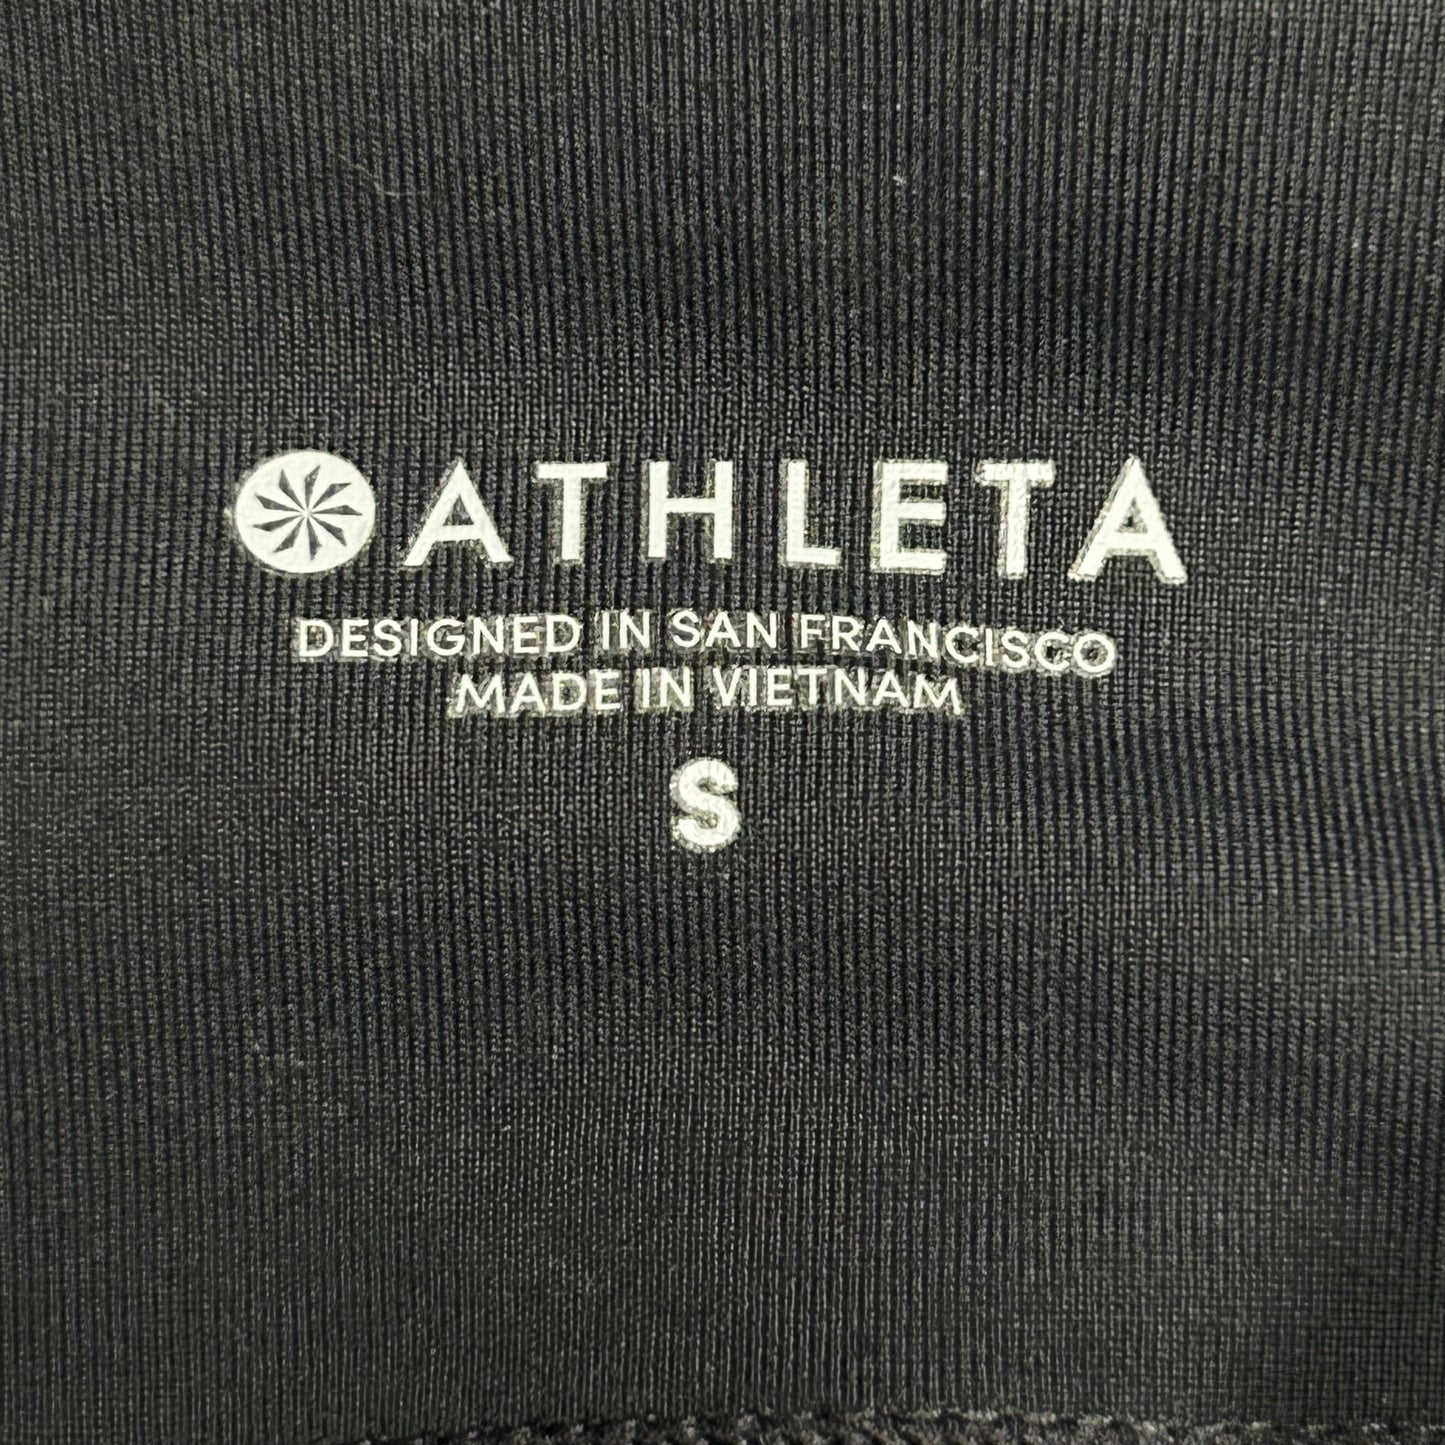 ATHLETA
DESIGNED IN SAN FRANCISCO
MADE IN VIETNAM
S